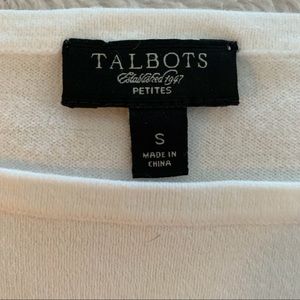 TALBOTS
Established 1947
PETITES
S
MADE IN
CHINA